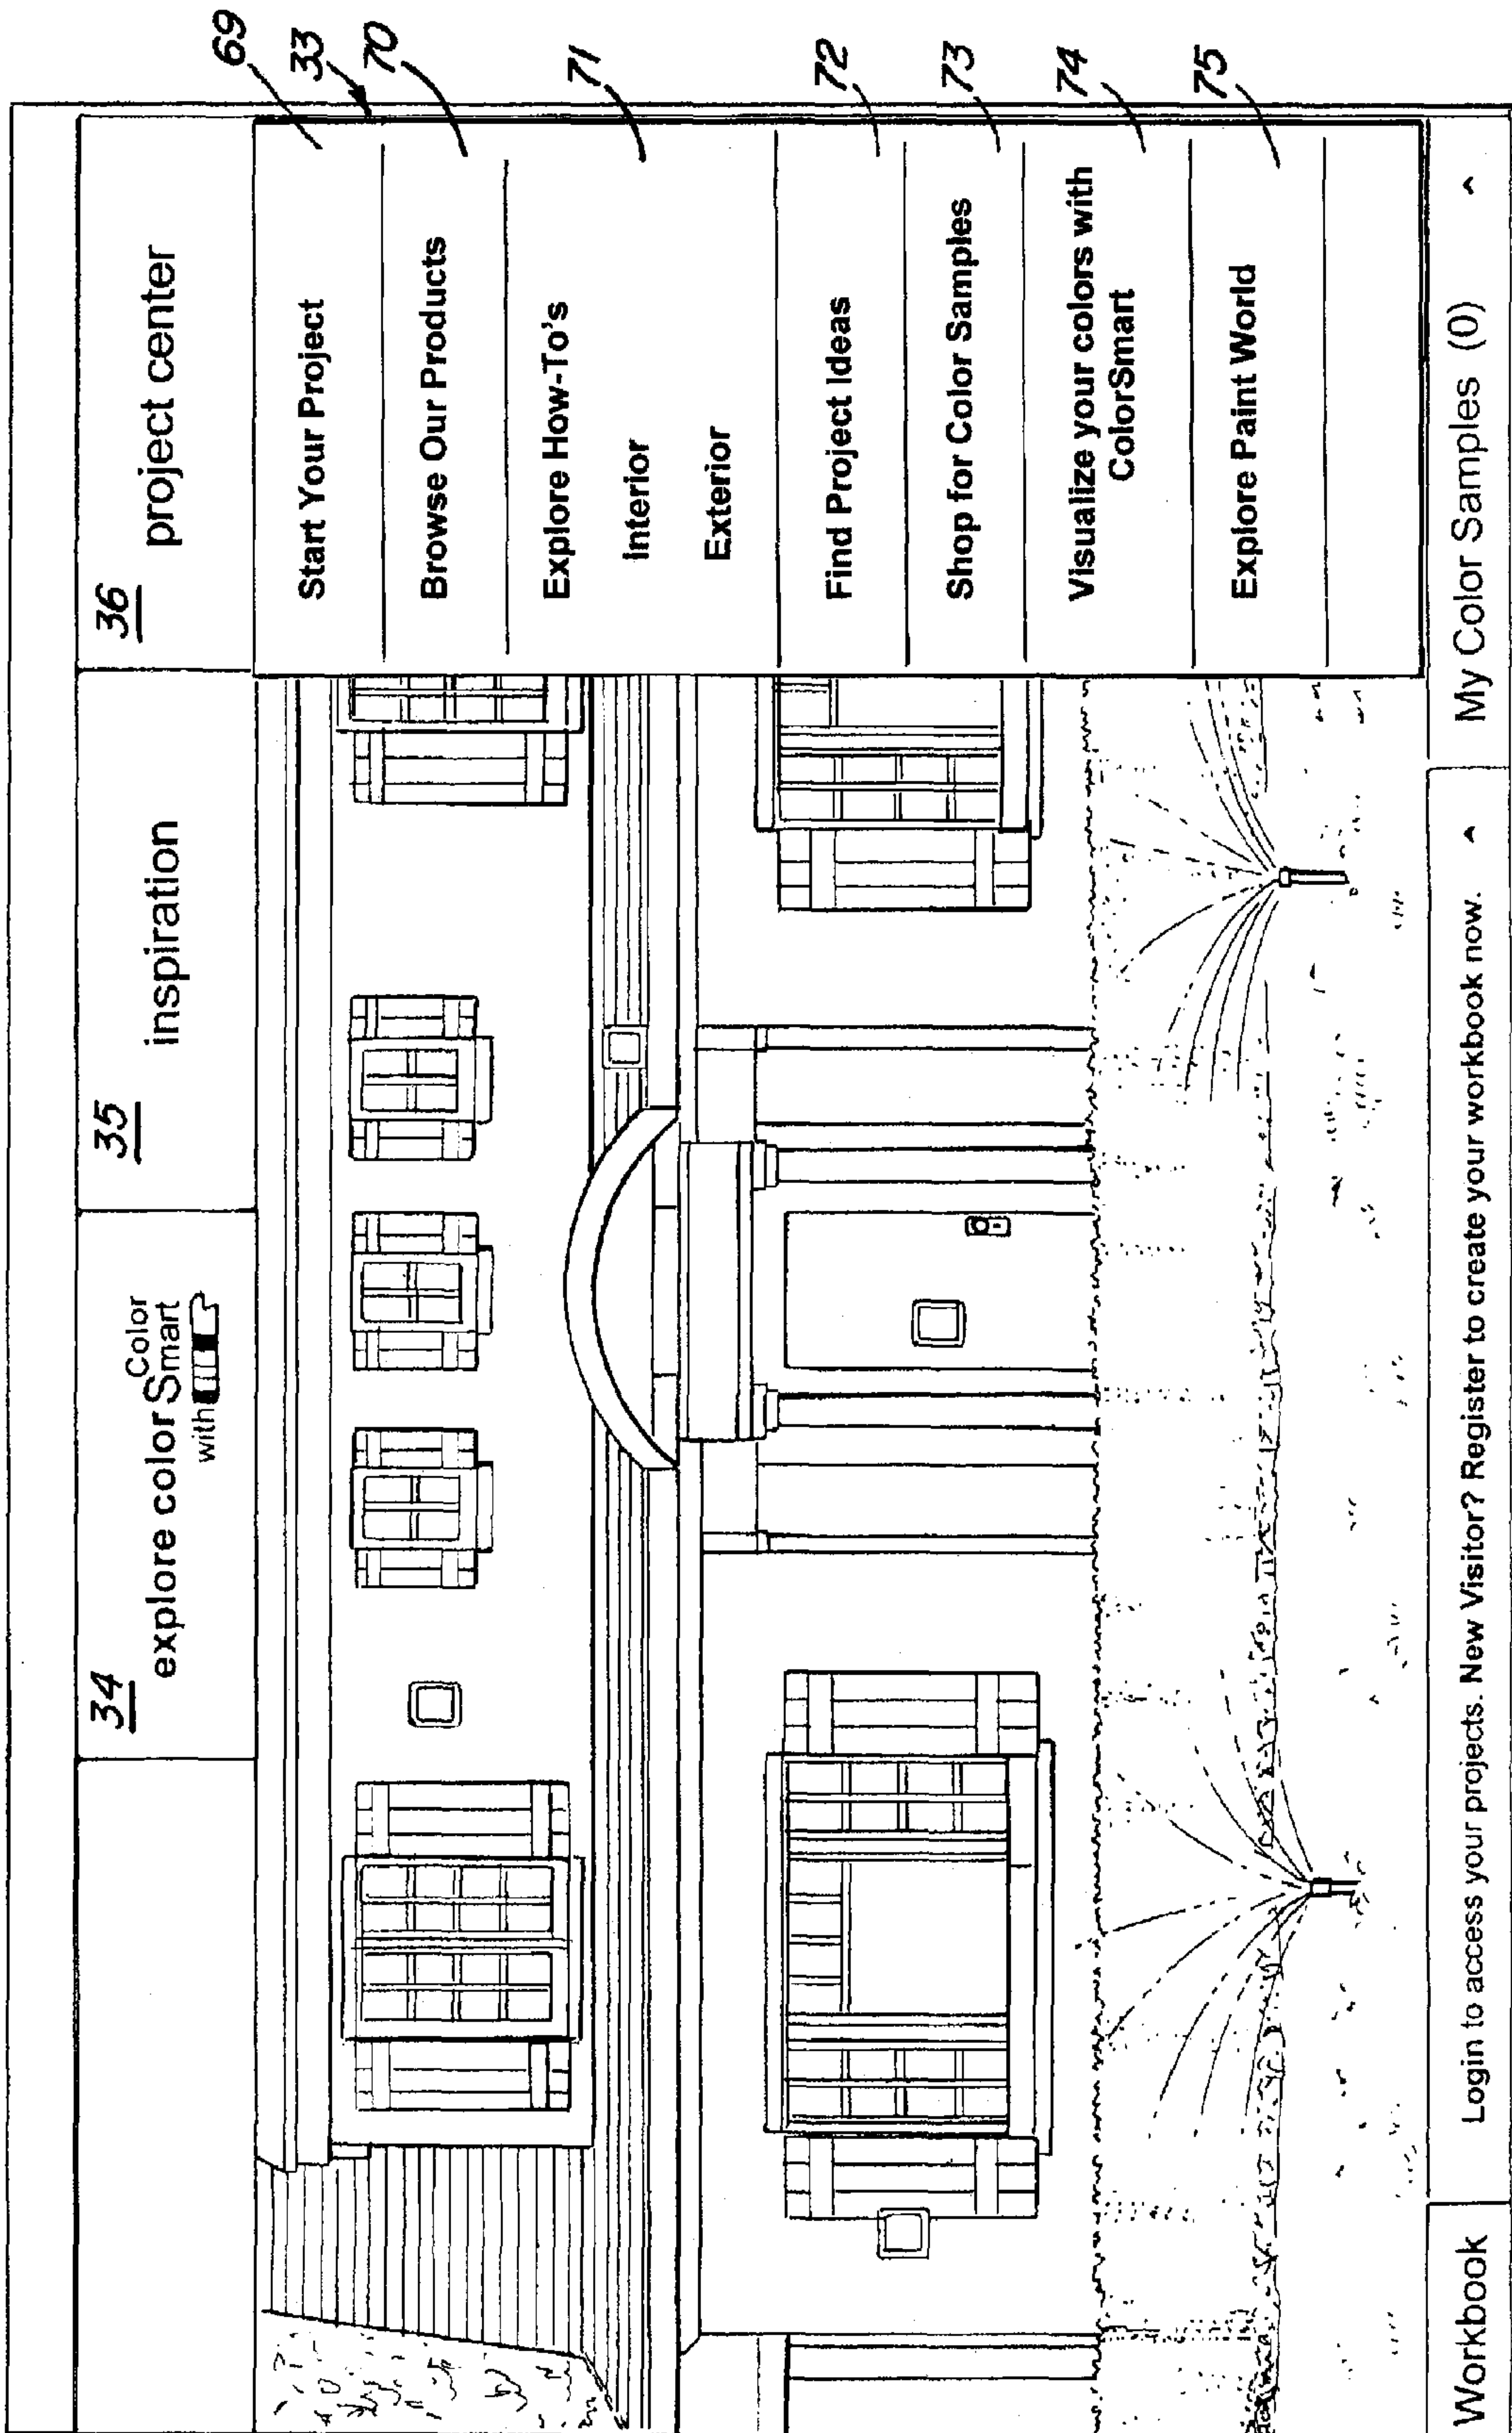 34
explore color
with
Color
Smart
35
inspiration
36
project center
69
Start Your Project
33
70
Browse Our Products
71
Explore How-To's
Interior
Exterior
72
Find Project Ideas
73
Shop for Color Samples
74
Visualize your colors with
ColorSmart
75
Explore Paint World
Workbook
Login to access your projects. New Visitor? Register to create your workbook now. ^
My Color Samples (0) ^